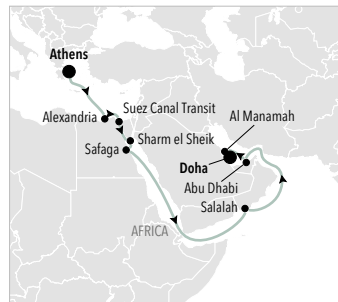 Athens
Suez Canal Transit
Alexandria
Al Manamah
Sharm el Sheik
Safaga
Doha
Abu Dhabi
Salalah
AFRICA